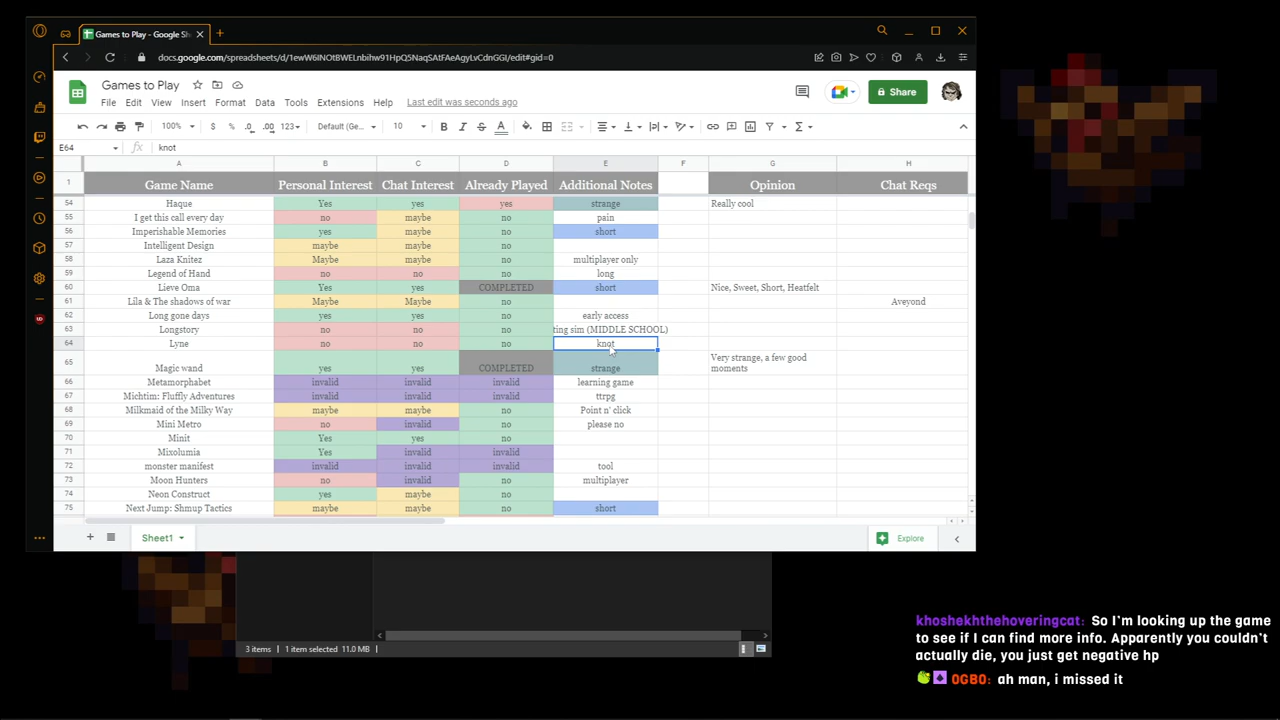 Games to Play - Google She
docs.google.com/spreadsheets/d/1ewW6INOtBWELnbihw91HpQ5NaqSAtFAeAgyLvCdnGGI/edit#gid=0
Games to Play
File Edit View Insert Format Data Tools Extensions Help Last edit was seconds ago
Share
100% $ % .0 .00 123 Default (Ge... 10 B I S A
E64 fx knot
A B C D E F G H
1 Game Name Personal Interest Chat Interest Already Played Additional Notes Opinion Chat Reqs
54 Haque Yes yes yes strange Really cool
55 I get this call every day no maybe no pain
56 Imperishable Memories yes maybe no short
57 Intelligent Design maybe maybe no
58 Laza Knitez Maybe Maybe no multiplayer only
59 Legend of Hand no no no long
60 Lieve Oma Yes yes COMPLETED short Nice, Sweet, Short, Heatfelt
61 Lila & The shadows of war Maybe Maybe no Aveyond
62 Long gone days yes yes no early access
63 Longstory no no no ting sim (MIDDLE SCHOOL)
64 Lyne no no no knot
65 Magic wand yes yes COMPLETED strange Very strange, a few good
moments
66 Metamorphabet invalid invalid invalid learning game
67 Michtim: Fluffly Adventures invalid invalid invalid ttrpg
68 Milkmaid of the Milky Way maybe maybe no Point n' click
69 Mini Metro no invalid no please no
70 Minit Yes yes no
71 Mixolumia Yes invalid invalid
72 monster manifest invalid invalid invalid tool
73 Moon Hunters no invalid no multiplayer
74 Neon Construct yes maybe no
75 Next Jump: Shmup Tactics maybe maybe no short
Sheet1
Explore
3 items 1 item selected 11.0 MB
khoshekhthehoveringcat: So I'm looking up the game
to see if I can find more info. Apparently you couldn't
actually die, you just get negative hp
OGBO: ah man, i missed it